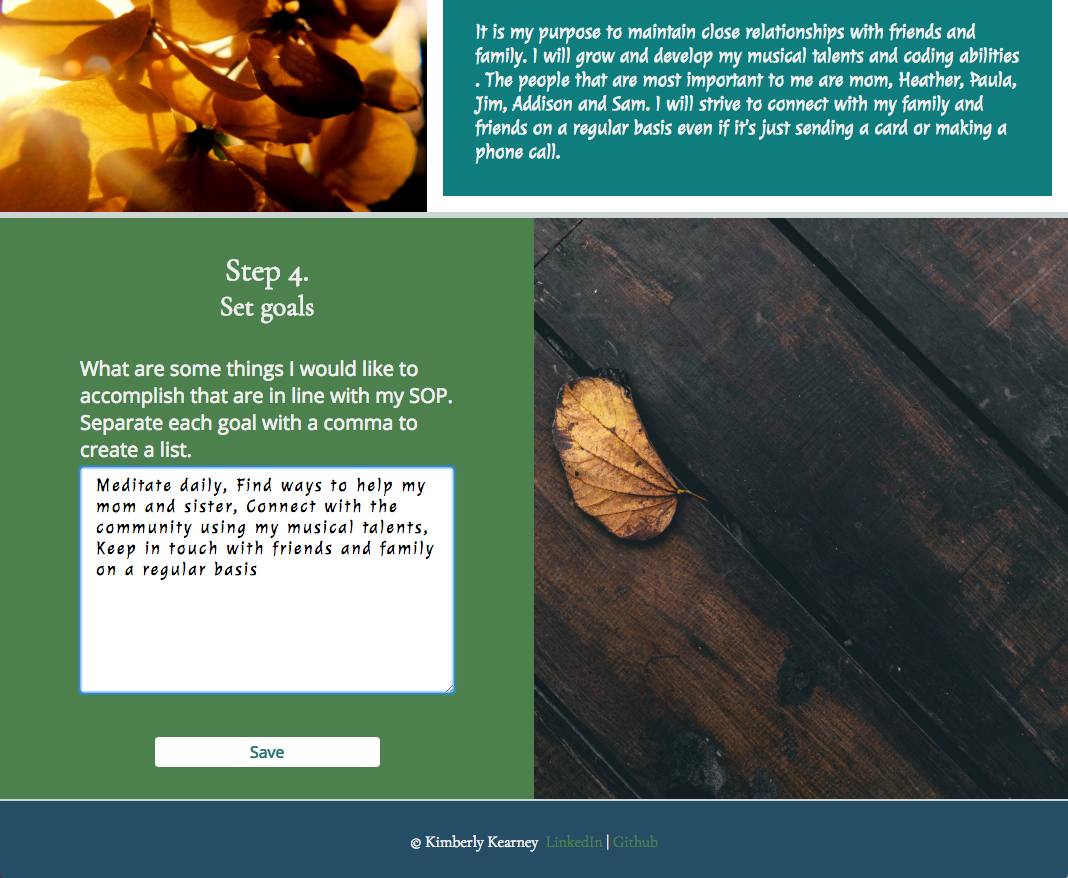 It is my purpose to maintain close relationships with friends and
family. I will grow and develop my musical talents and coding abilities
. The people that are most important to me are mom, Heather, Paula,
Jim, Addison and Sam. I will strive to connect with my family and
friends on a regular basis even if it's just sending a card or making a
phone call.
Step 4.
Set goals
What are some things I would like to
accomplish that are in line with my SOP.
Separate each goal with a comma to
create a list.
Meditate daily, Find ways to help my
mom and sister, Connect with the
community using my musical talents,
Keep in touch with friends and family
on a regular basis
Save
© Kimberly Kearney LinkedIn | Github